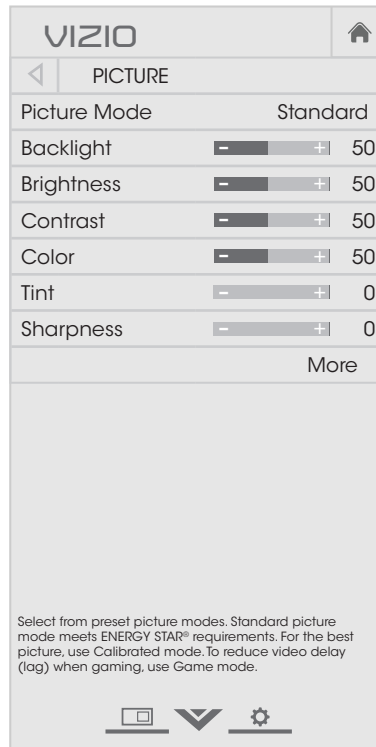 VIZIO
PICTURE
Picture Mode Standard
Backlight - + 50
Brightness - + 50
Contrast - + 50
Color - + 50
Tint - + 0
Sharpness - + 0
More
Select from preset picture modes. Standard picture
mode meets ENERGY STAR® requirements. For the best
picture, use Calibrated mode. To reduce video delay
(lag) when gaming, use Game mode.